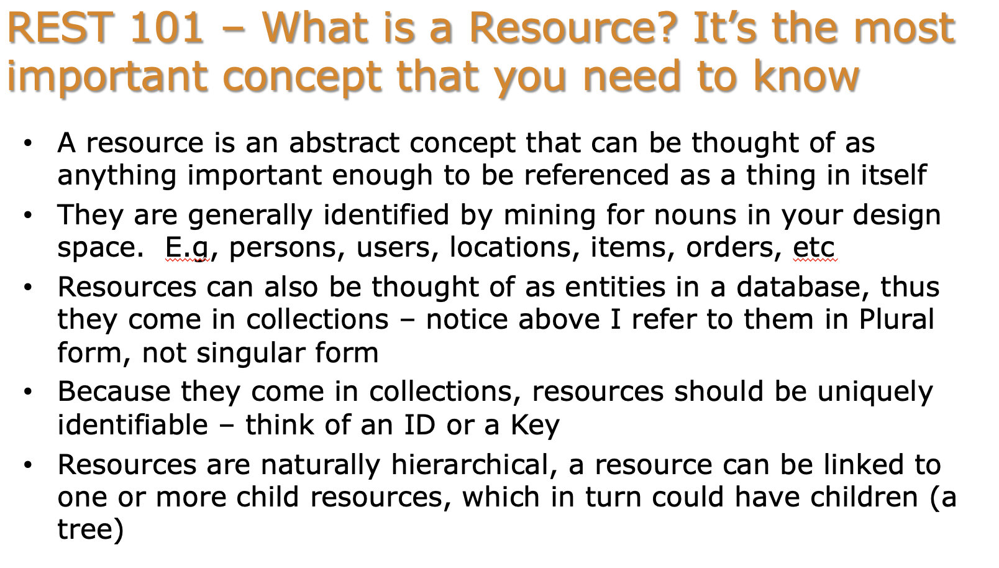 REST 101 – What is a Resource? It’s the most
important concept that you need to know
• A resource is an abstract concept that can be thought of as
anything important enough to be referenced as a thing in itself
• They are generally identified by mining for nouns in your design
space.  E.g, persons, users, locations, items, orders, etc
• Resources can also be thought of as entities in a database, thus
they come in collections – notice above I refer to them in Plural
form, not singular form
• Because they come in collections, resources should be uniquely
identifiable – think of an ID or a Key
• Resources are naturally hierarchical, a resource can be linked to
one or more child resources, which in turn could have children (a
tree)